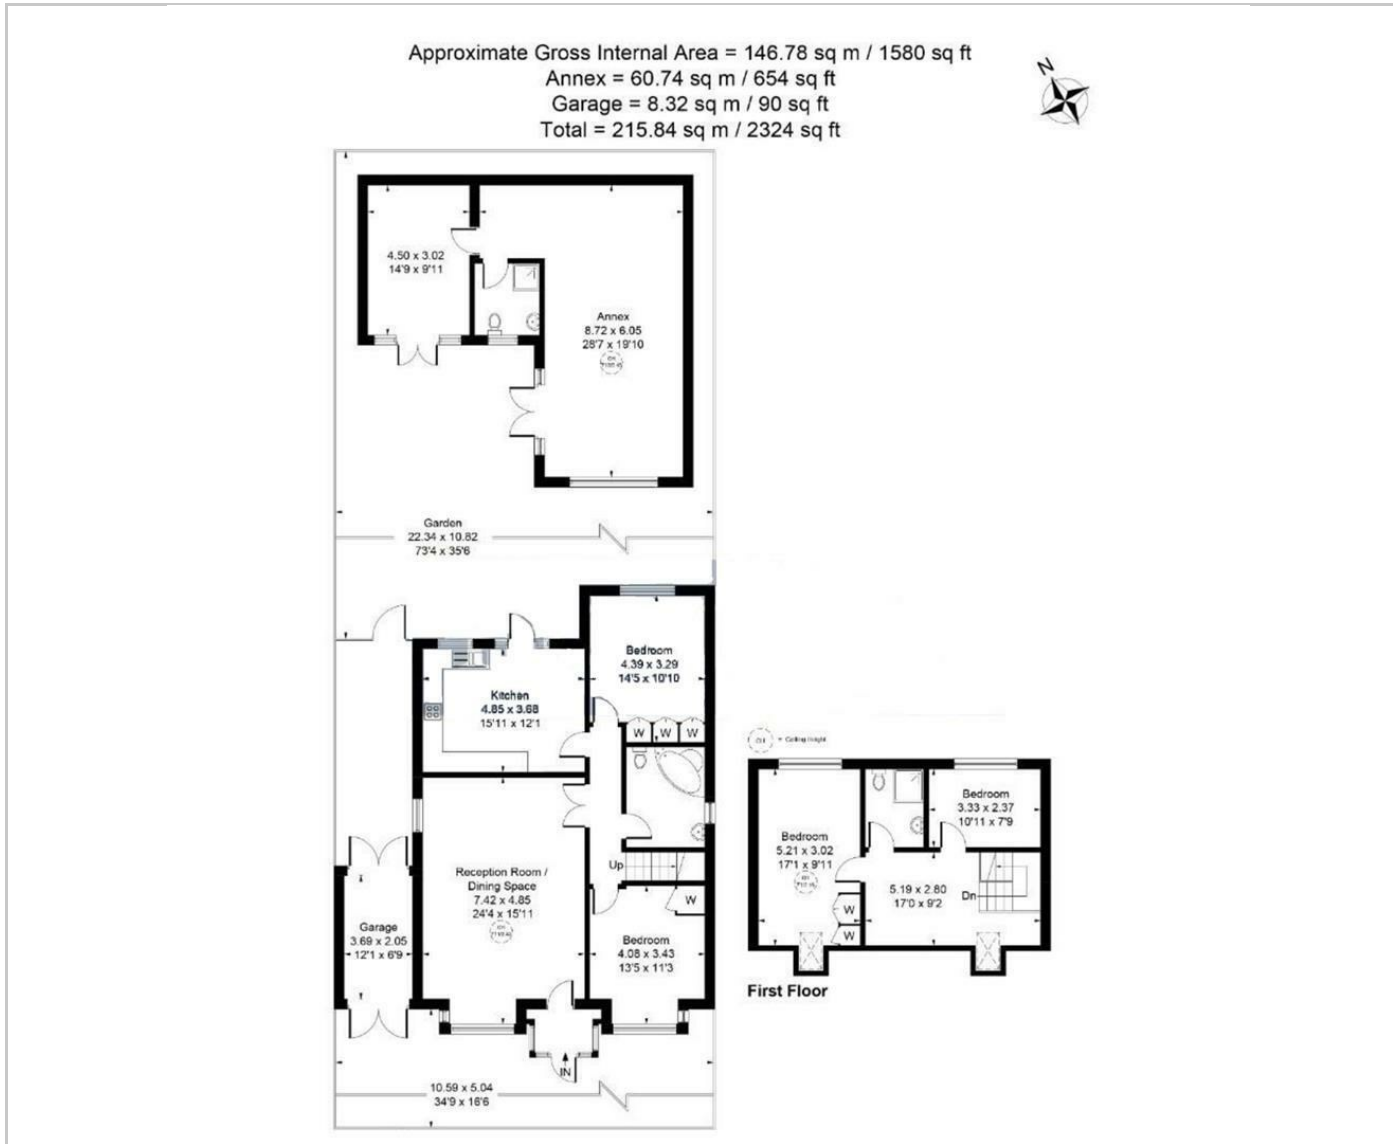 Approximate Gross Internal Area = 146.78 sq m / 1580 sq ft
Annex = 60.74 sq m / 654 sq ft
Garage = 8.32 sq m / 90 sq ft
Total = 215.84 sq m / 2324 sq ft
N
4.50 x 3.02
14'9 x 9'11
Annex
8.72 x 6.05
28'7 x 19'10
CH
Garden
22.34 x 10.82
73'4 x 35'6
Bedroom
4.39 x 3.29
14'5 x 10'10
W W W
Kitchen
4.85 x 3.68
15'11 x 12'1
Up
Reception Room /
Dining Space
7.42 x 4.85
24'4 x 15'11
CH
W
Bedroom
4.08 x 3.43
13'5 x 11'3
Garage
3.69 x 2.05
12'1 x 6'9
IN
10.59 x 5.04
34'9 x 16'6
CH = Ceiling Height
Bedroom
3.33 x 2.37
10'11 x 7'9
Bedroom
5.21 x 3.02
17'1 x 9'11
CH
W
W
5.19 x 2.80
17'0 x 9'2
Dn
First Floor